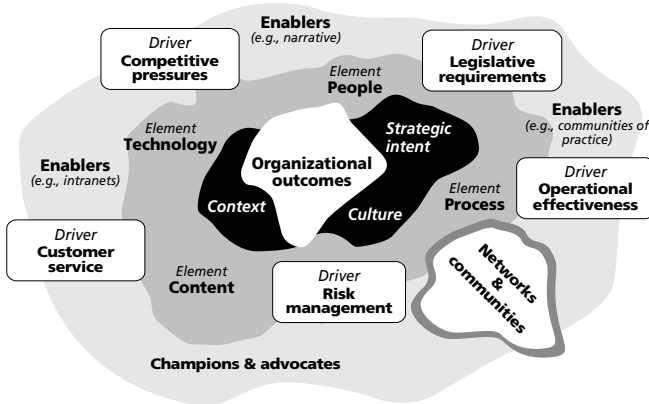 Enablers
(e.g., narrative)
Driver
Competitive
pressures
Driver
Legislative
requirements
Element
People
Element
Technology
Strategic
intent
Enablers
(e.g., communities of
practice)
Enablers
(e.g., intranets)
Organizational
outcomes
Context
Culture
Element
Process
Driver
Operational
effectiveness
Driver
Customer
service
Element
Content
Driver
Risk
management
Networks
&
communities
Champions & advocates